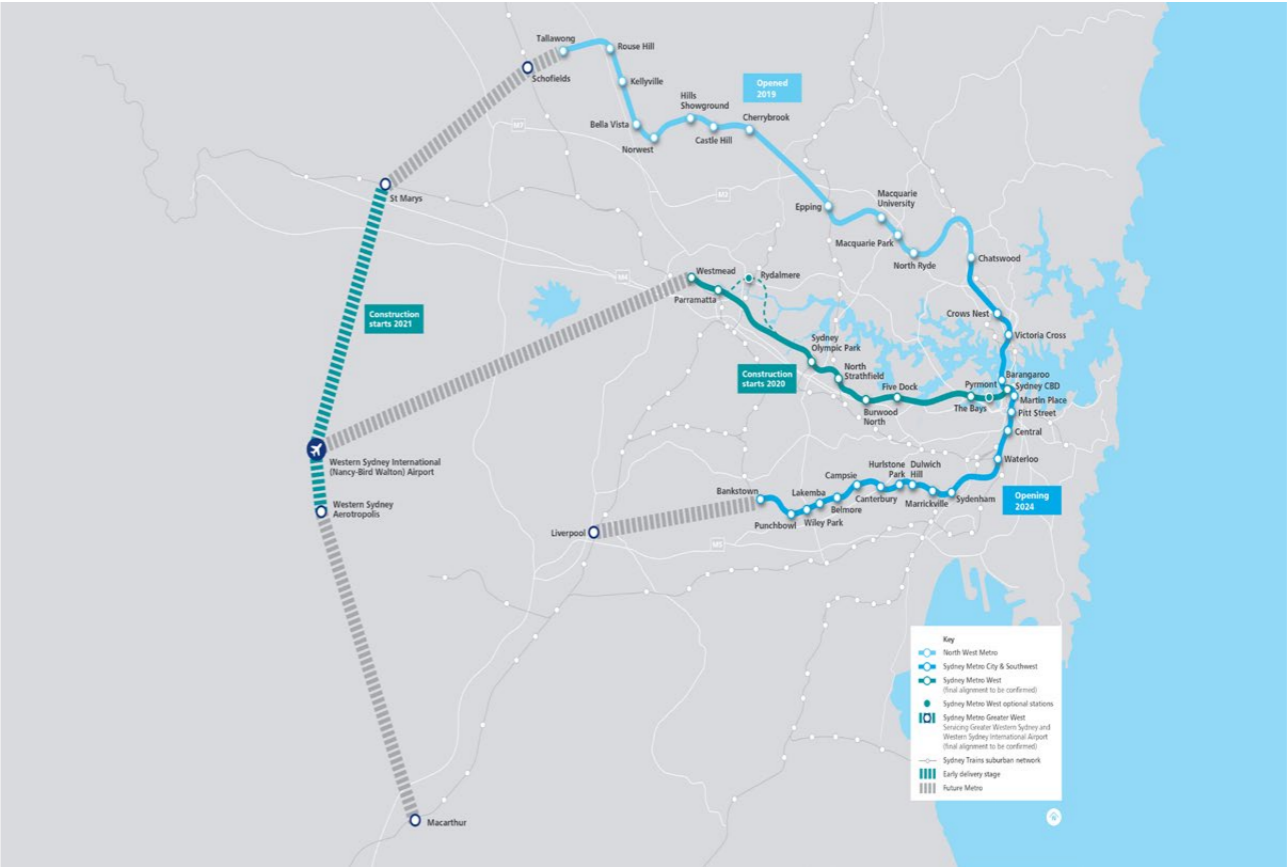 Tallawong
Rouse Hill
Schofields
Kellyville
Opened
2019
Hills
Showground
Cherrybrook
Bella Vista
Castle Hill
Norwest
M7
St Marys
M2
Macquarie
University
Epping
Macquarie Park
North Ryde
Chatswood
Westmead
Rydalmere
M4
Parramatta
Construction
starts 2021
Crows Nest
Victoria Cross
Sydney
Olympic Park
North
Strathfield
Construction
starts 2020
Five Dock
Burwood
North
Pyrmont
The Bays
Barangaroo
Sydney CBD
Martin Place
Pitt Street
Central
Waterloo
Western Sydney International
(Nancy-Bird Walton) Airport
Western Sydney
Aerotropolis
Hurlstone
Park
Dulwich
Hill
Campsie
Lakemba
Bankstown
Canterbury
Belmore
Marrickville
Sydenham
Wiley Park
Punchbowl
Opening
2024
Liverpool
M5
Macarthur
Key
North West Metro
Sydney Metro City & Southwest
Sydney Metro West
(final alignment to be confirmed)
Sydney Metro West optional stations
Sydney Metro Greater West
Servicing Greater Western Sydney and
Western Sydney International Airport
(final alignment to be confirmed)
Sydney Trains suburban network
Early delivery stage
Future Metro